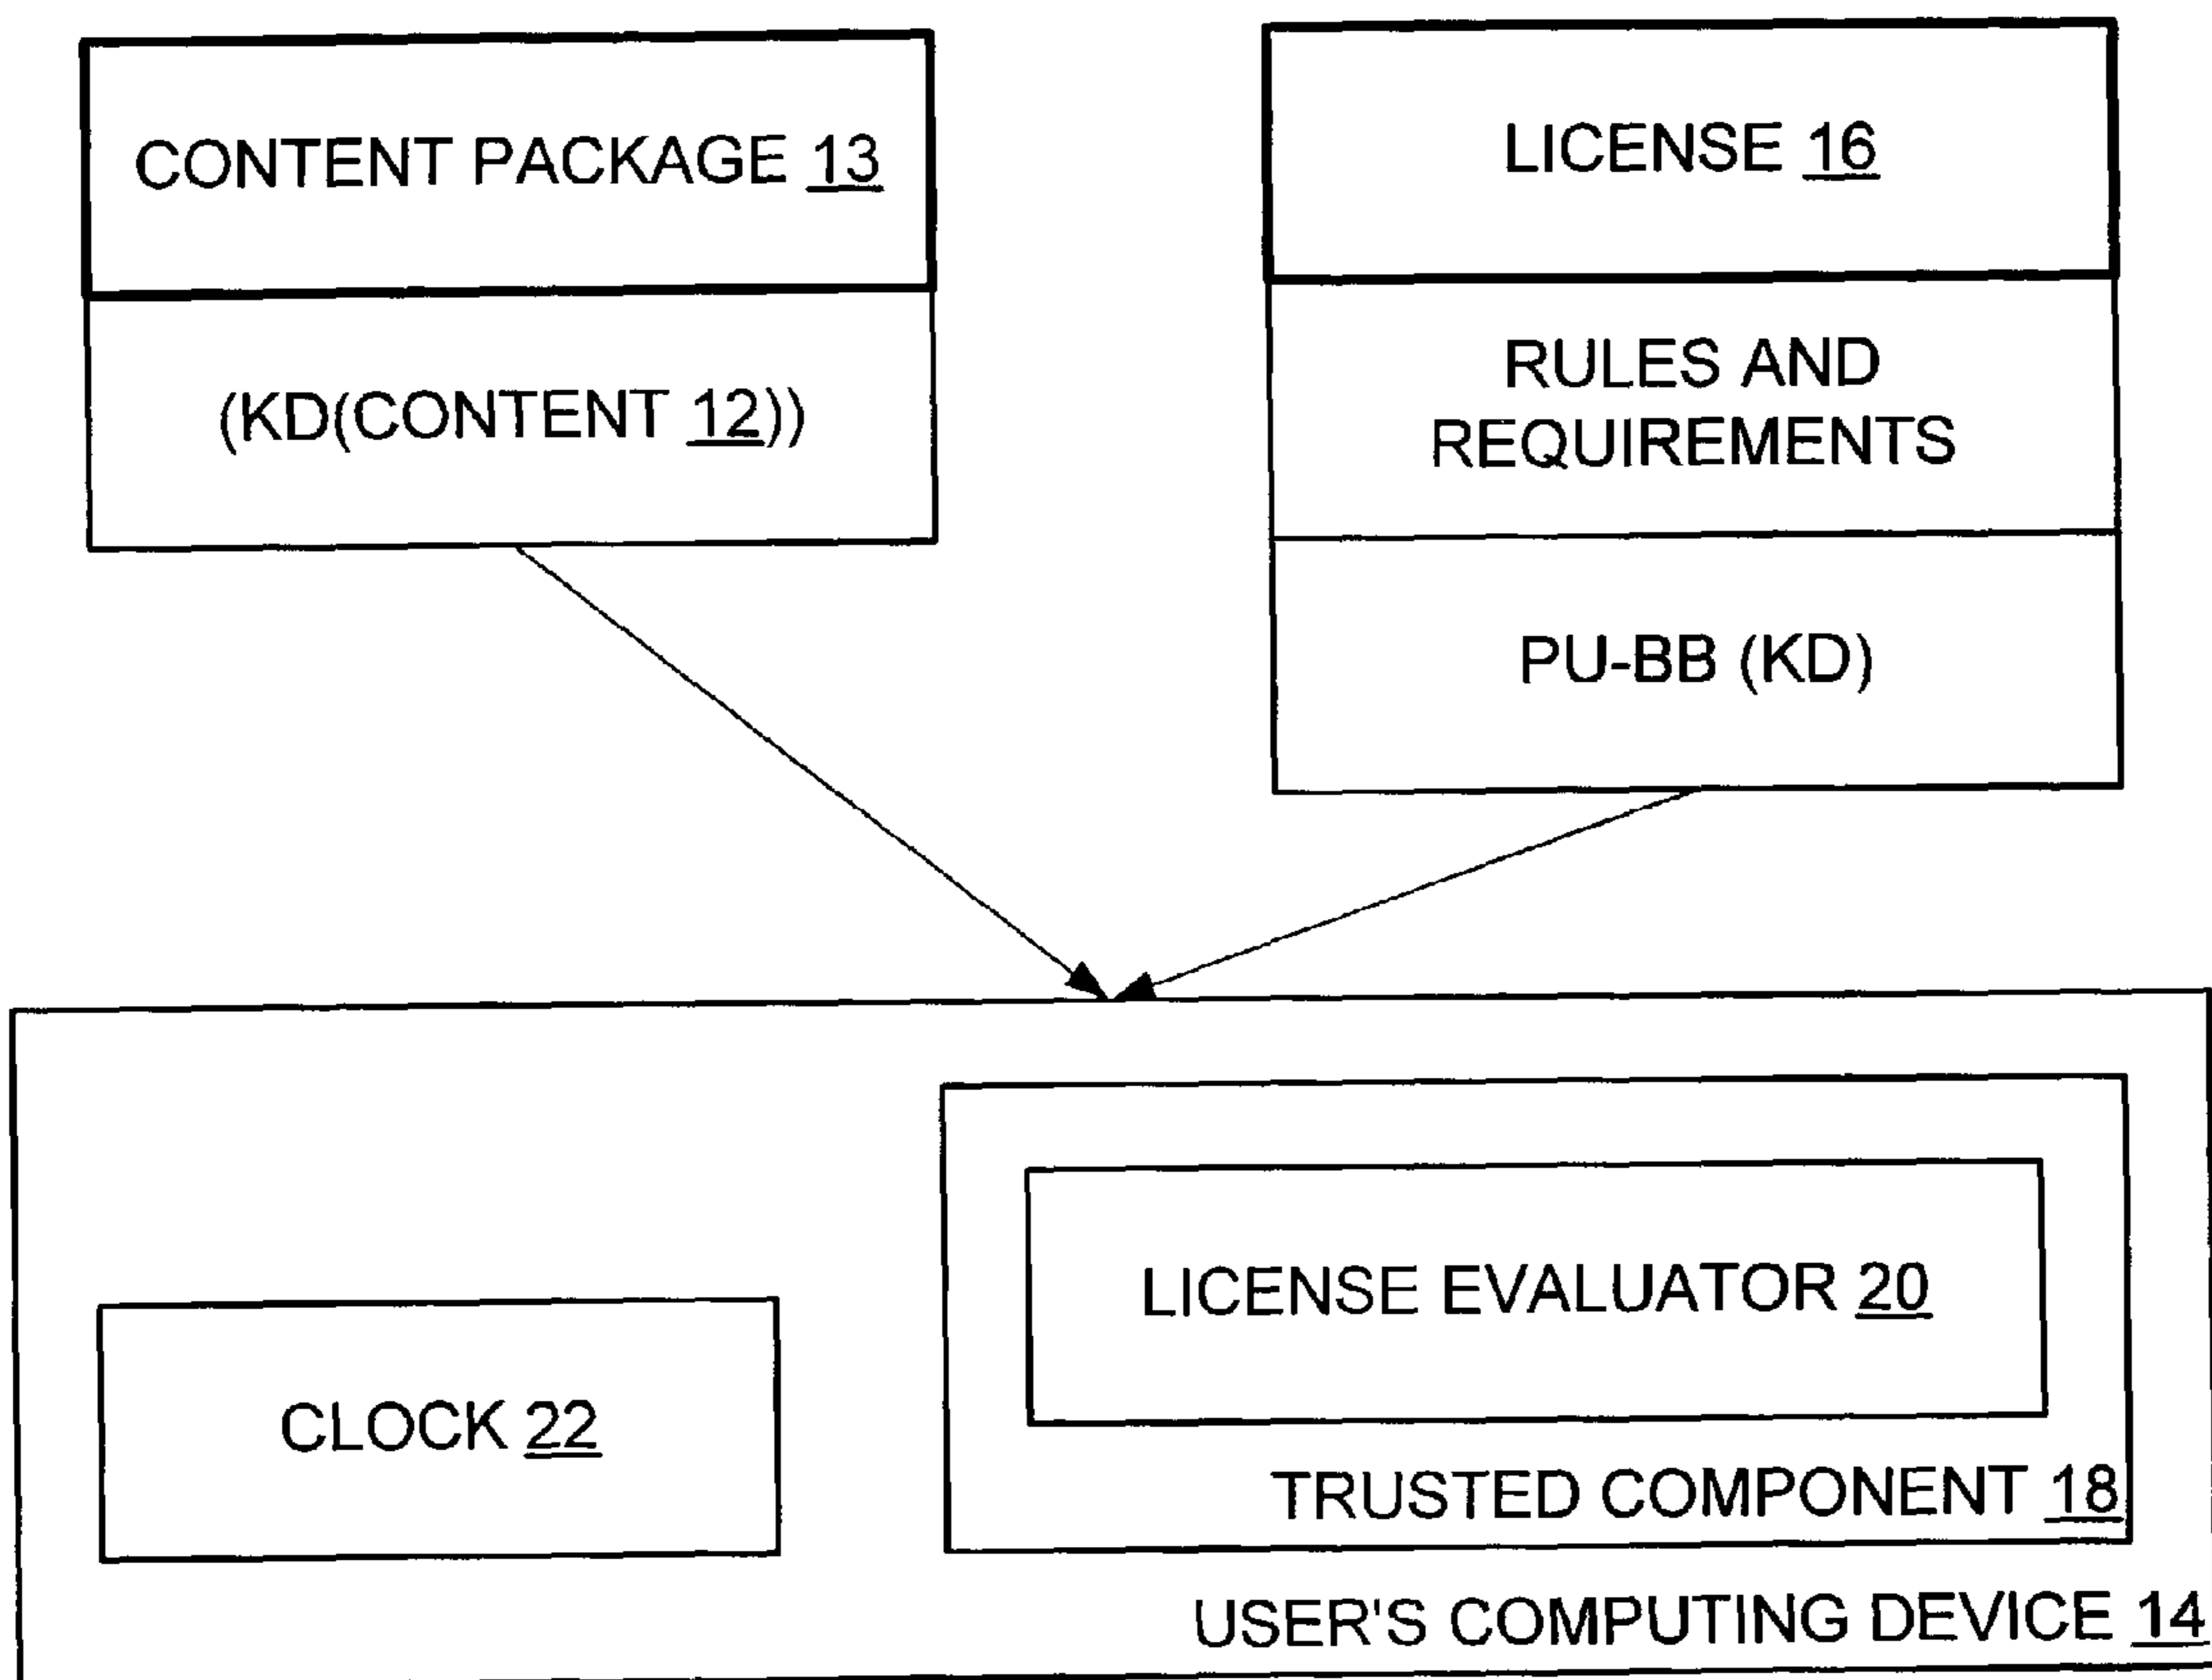 CONTENT PACKAGE 13
(KD(CONTENT 12))
LICENSE 16
RULES AND
REQUIREMENTS
PU-BB (KD)
CLOCK 22
LICENSE EVALUATOR 20
TRUSTED COMPONENT 18
USER'S COMPUTING DEVICE 14